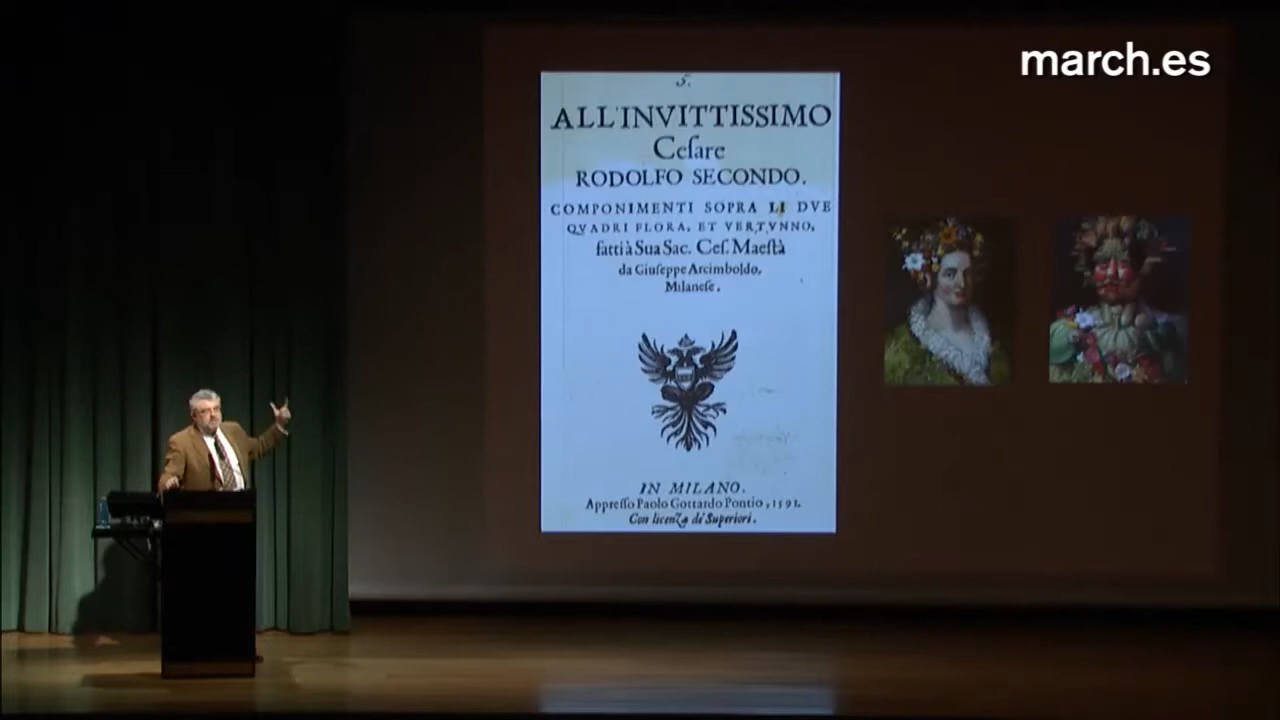 march.es
5.
ALL'INVITTISSIMO
Ceſare
RODOLFO SECONDO.
COMPONIMENTI SOPRA LI DVE
QVADRI FLORA, ET VERTVNNO,
fatti à Sua Sac. Ceſ. Maeſtà
da Giuſeppe Arcimboldo,
Milaneſe.
IN MILANO.
Appreſſo Paolo Gottardo Pontio, 1591.
Con licenza de' Superiori.